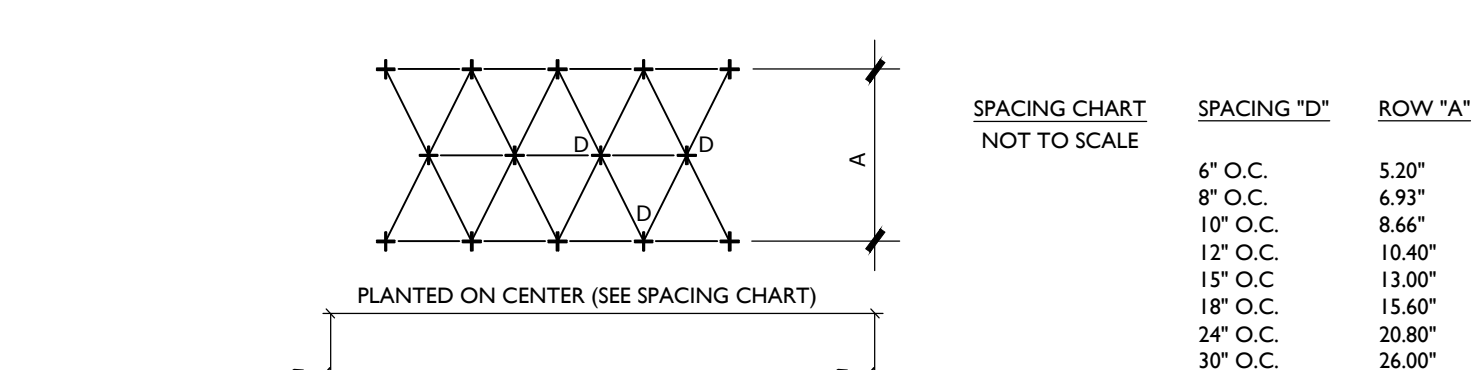 D D
D
A
PLANTED ON CENTER (SEE SPACING CHART)
SPACING CHART SPACING "D" ROW "A"
NOT TO SCALE
6" O.C. 5.20"
8" O.C. 6.93"
10" O.C. 8.66"
12" O.C. 10.40"
15" O.C 13.00"
18" O.C. 15.60"
24" O.C. 20.80"
30" O.C. 26.00"